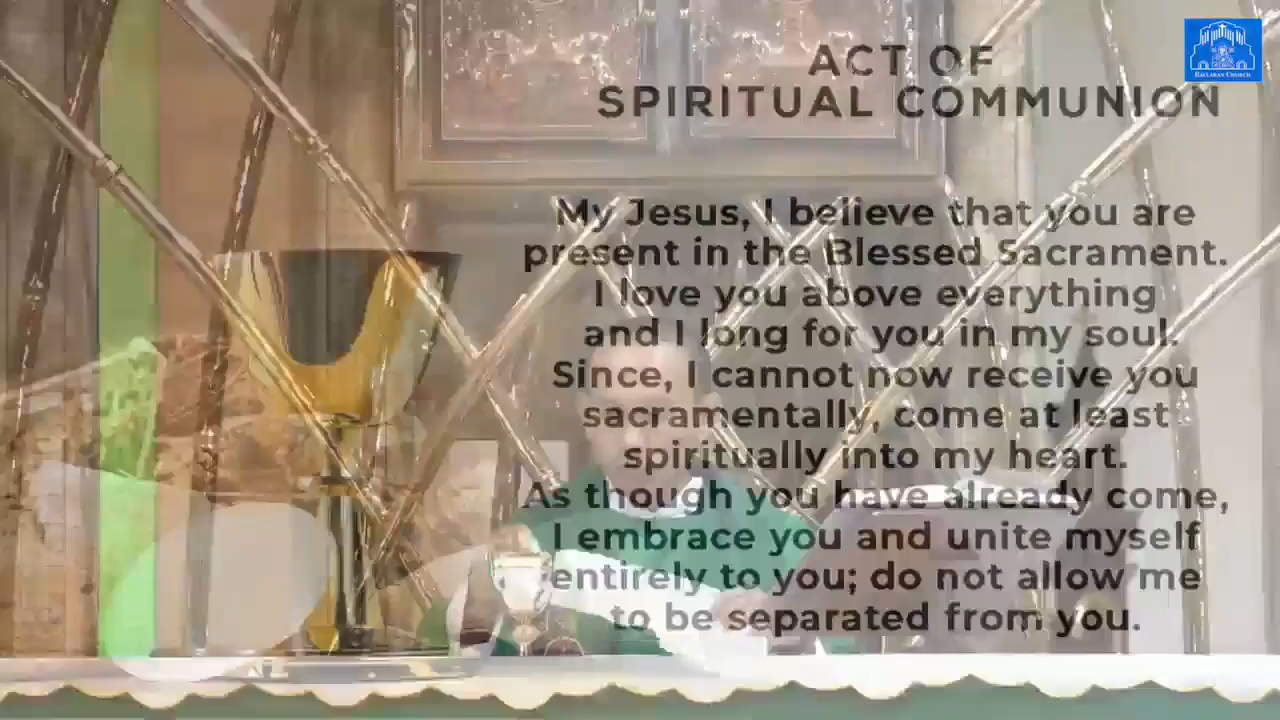 BACLARAN CHURCH
ACT OF
SPIRITUAL COMMUNION
My Jesus, I believe that you are
present in the Blessed Sacrament.
I love you above everything
and I long for you in my soul.
Since, I cannot now receive you
sacramentally, come at least
spiritually into my heart.
As though you have already come,
I embrace you and unite myself
entirely to you; do not allow me
to be separated from you.